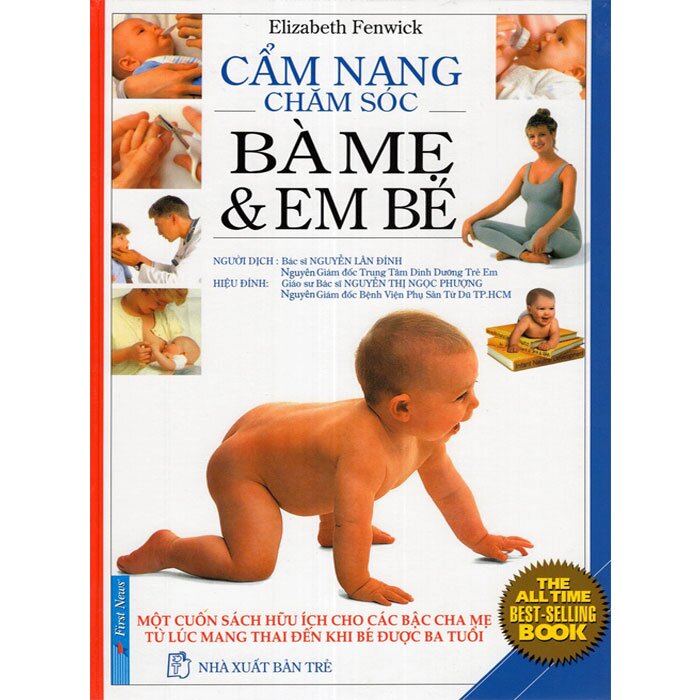 Elizabeth Fenwick
CẨM NANG
CHĂM SÓC
BÀ MẸ
& EM BÉ
NGƯỜI DỊCH : Bác sĩ NGUYỄN LÂN ĐÍNH
Nguyên Giám đốc Trung Tâm Dinh Dưỡng Trẻ Em
HIỆU ĐÍNH: Giáo sư Bác sĩ NGUYỄN THỊ NGỌC PHƯỢNG
Nguyên Giám đốc Bệnh Viện Phụ Sản Từ Dũ TP.HCM
THE
ALL TIME
BEST-SELLING
BOOK
First News
MỘT CUỐN SÁCH HỮU ÍCH CHO CÁC BẬC CHA MẸ
TỪ LÚC MANG THAI ĐẾN KHI BÉ ĐƯỢC BA TUỔI
NHÀ XUẤT BẢN TRẺ